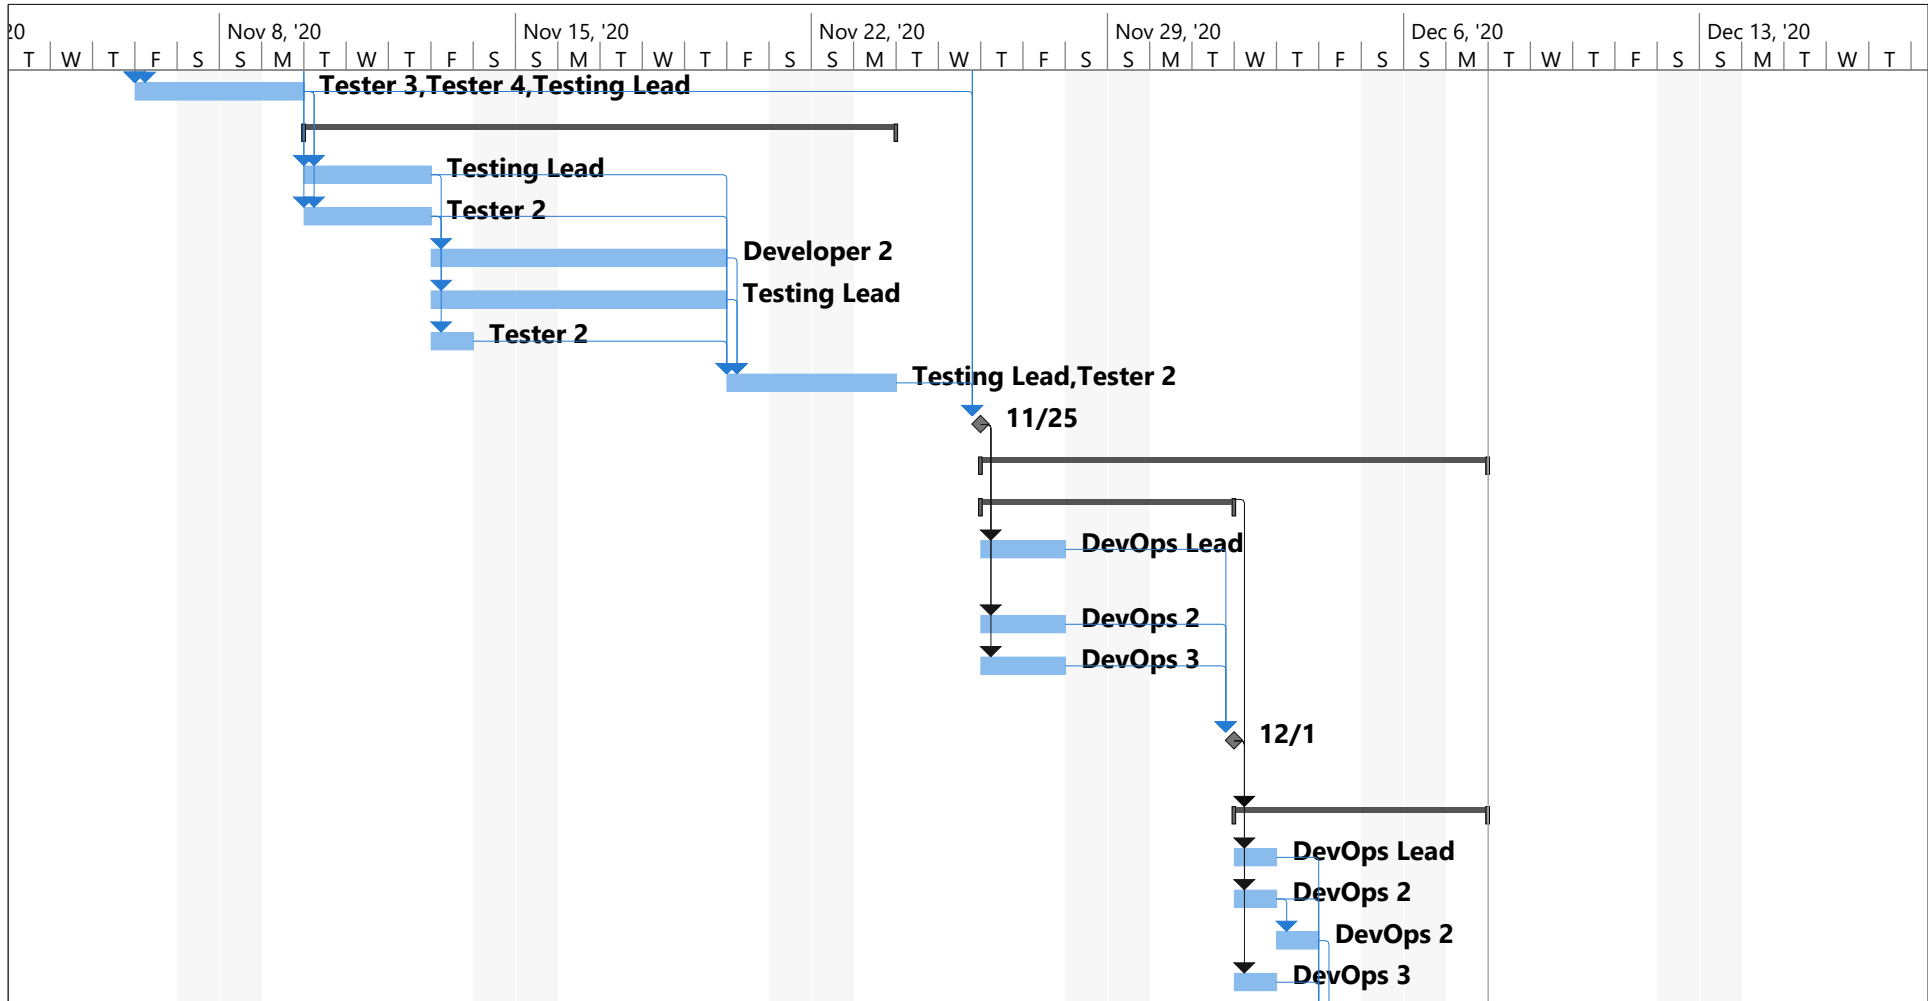 20 Nov 8, '20 Nov 15, '20 Nov 22, '20 Nov 29, '20 Dec 6, '20 Dec 13, '20
T W T F S S M T W T F S S M T W T F S S M T W T F S S M T W T F S S M T W T F S S M T W T
Tester 3,Tester 4,Testing Lead
Testing Lead
Tester 2
Developer 2
Testing Lead
Tester 2
Testing Lead,Tester 2
11/25
DevOps Lead
DevOps 2
DevOps 3
12/1
DevOps Lead
DevOps 2
DevOps 2
DevOps 3